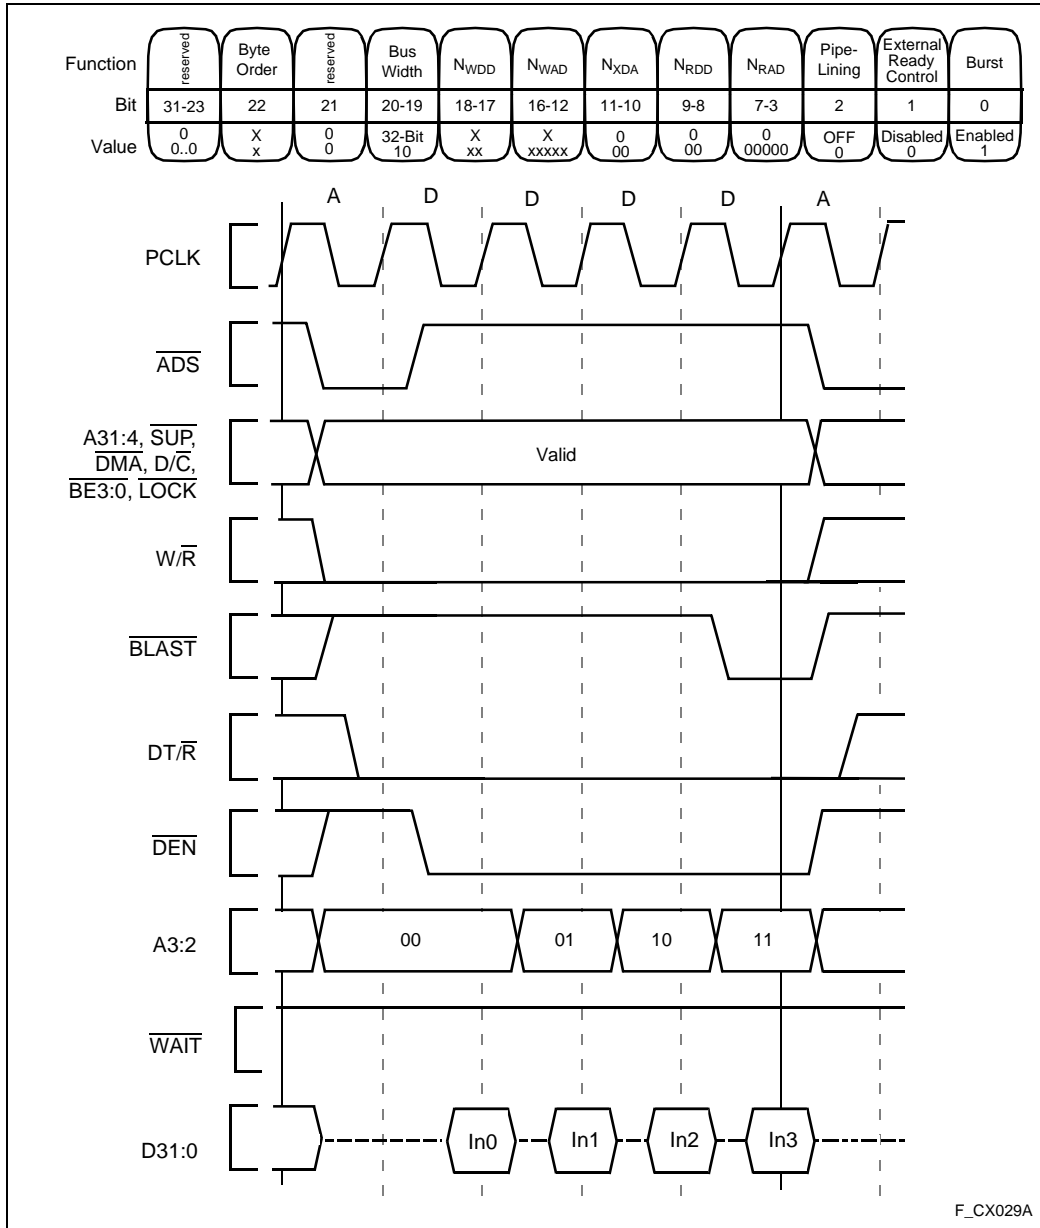 Function reserved Byte Order reserved Bus Width NWDD NWAD NXDA NRDD NRAD Pipe-Lining External Ready Control Burst
Bit 31-23 22 21 20-19 18-17 16-12 11-10 9-8 7-3 2 1 0
Value 0 X 0 32-Bit X X 0 0 0 OFF Disabled Enabled
0..0 x 0 10 xx xxxxx 00 00 00000 0 0 1
A D D D D A
PCLK
ADS
A31:4, SUP,
DMA, D/C,
BE3:0, LOCK
Valid
W/R
BLAST
DT/R
DEN
A3:2 00 01 10 11
WAIT
D31:0 In0 In1 In2 In3
F_CX029A